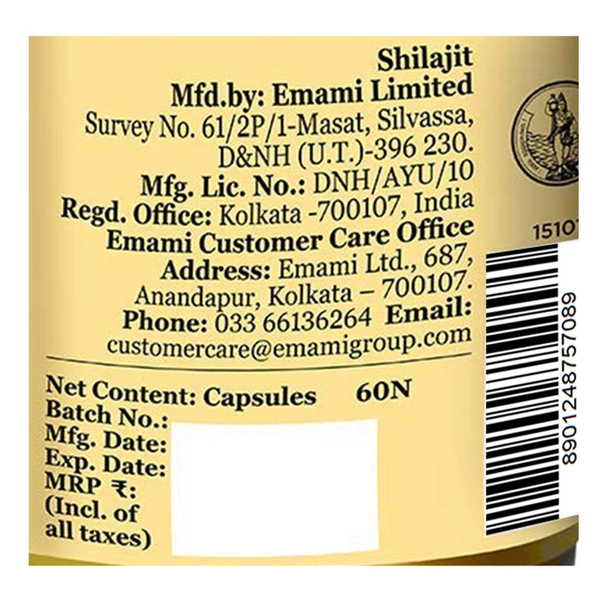 Shilajit
Mfd.by: Emami Limited
Survey No. 61/2P/1-Masat, Silvassa,
D&NH (U.T.)-396 230.
Mfg. Lic. No.: DNH/AYU/10
Regd. Office: Kolkata -700107, India
Emami Customer Care Office
Address: Emami Ltd., 687,
Anandapur, Kolkata – 700107.
Phone: 033 66136264 Email:
customercare@emamigroup.com
Net Content: Capsules 60N
Batch No.:
Mfg. Date:
Exp. Date:
MRP ₹:
(Incl. of
all taxes)
1510
8901248757089